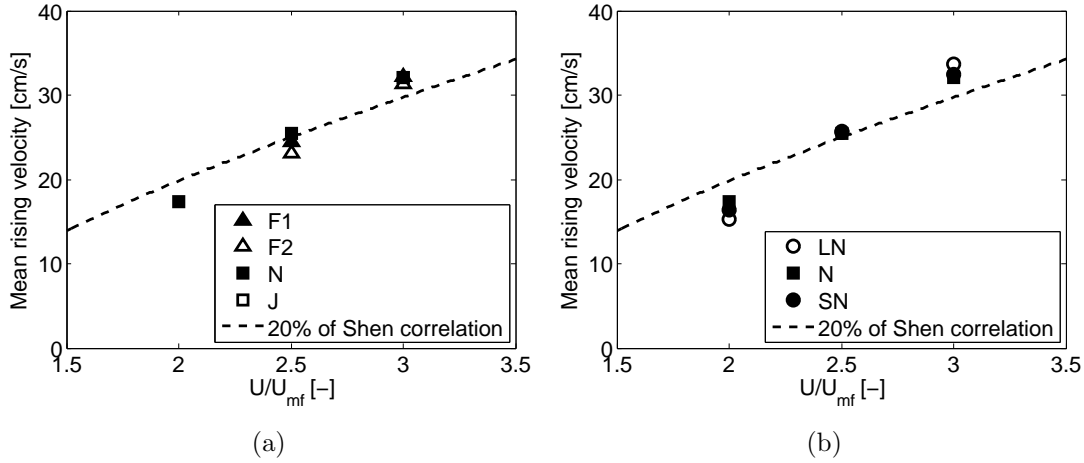 40
30
20
10
0
1.5
2
2.5
3
3.5
Mean rising velocity [cm/s]
U/U_mf [−]
F1
F2
N
J
20% of Shen correlation
(a)
40
30
20
10
0
1.5
2
2.5
3
3.5
Mean rising velocity [cm/s]
U/U_mf [−]
LN
N
SN
20% of Shen correlation
(b)